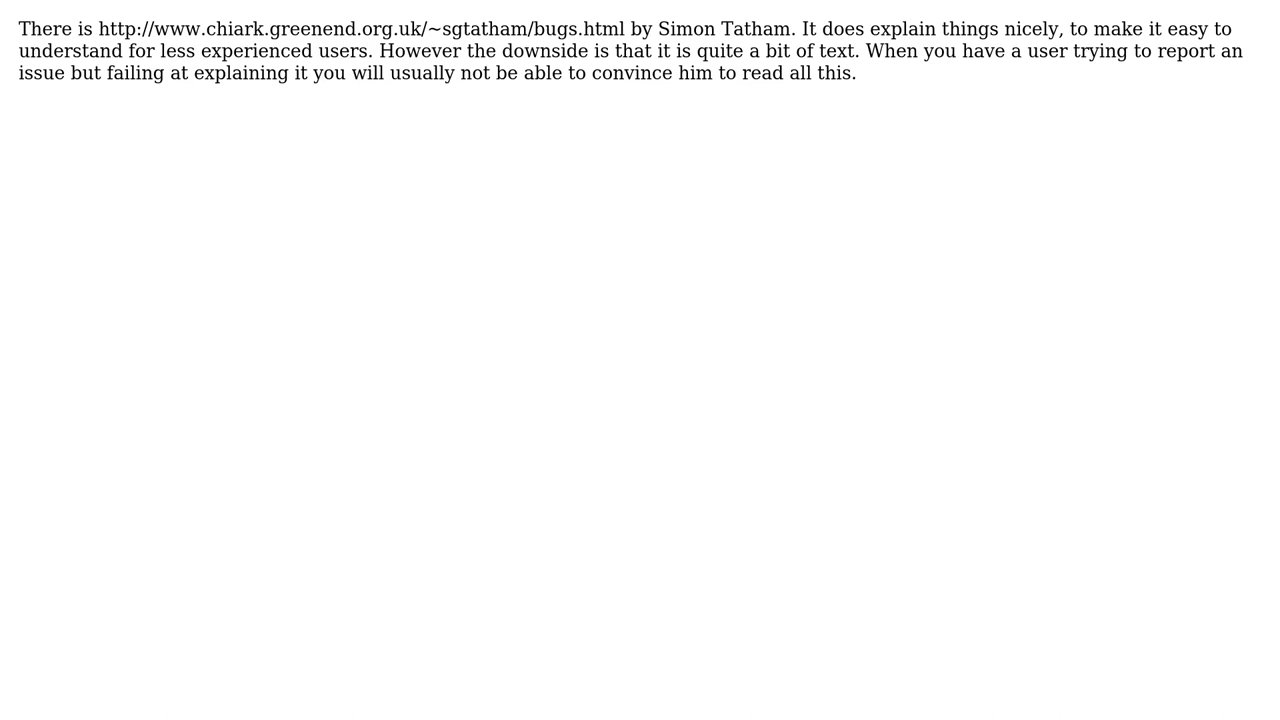 There is http://www.chiark.greenend.org.uk/~sgtatham/bugs.html by Simon Tatham. It does explain things nicely, to make it easy to
understand for less experienced users. However the downside is that it is quite a bit of text. When you have a user trying to report an
issue but failing at explaining it you will usually not be able to convince him to read all this.